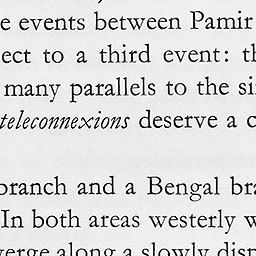 e events between Pamir
ect to a third event: th
many parallels to the si
teleconnexions deserve a c
branch and a Bengal bra
In both areas westerly w
verge along a slowly disp